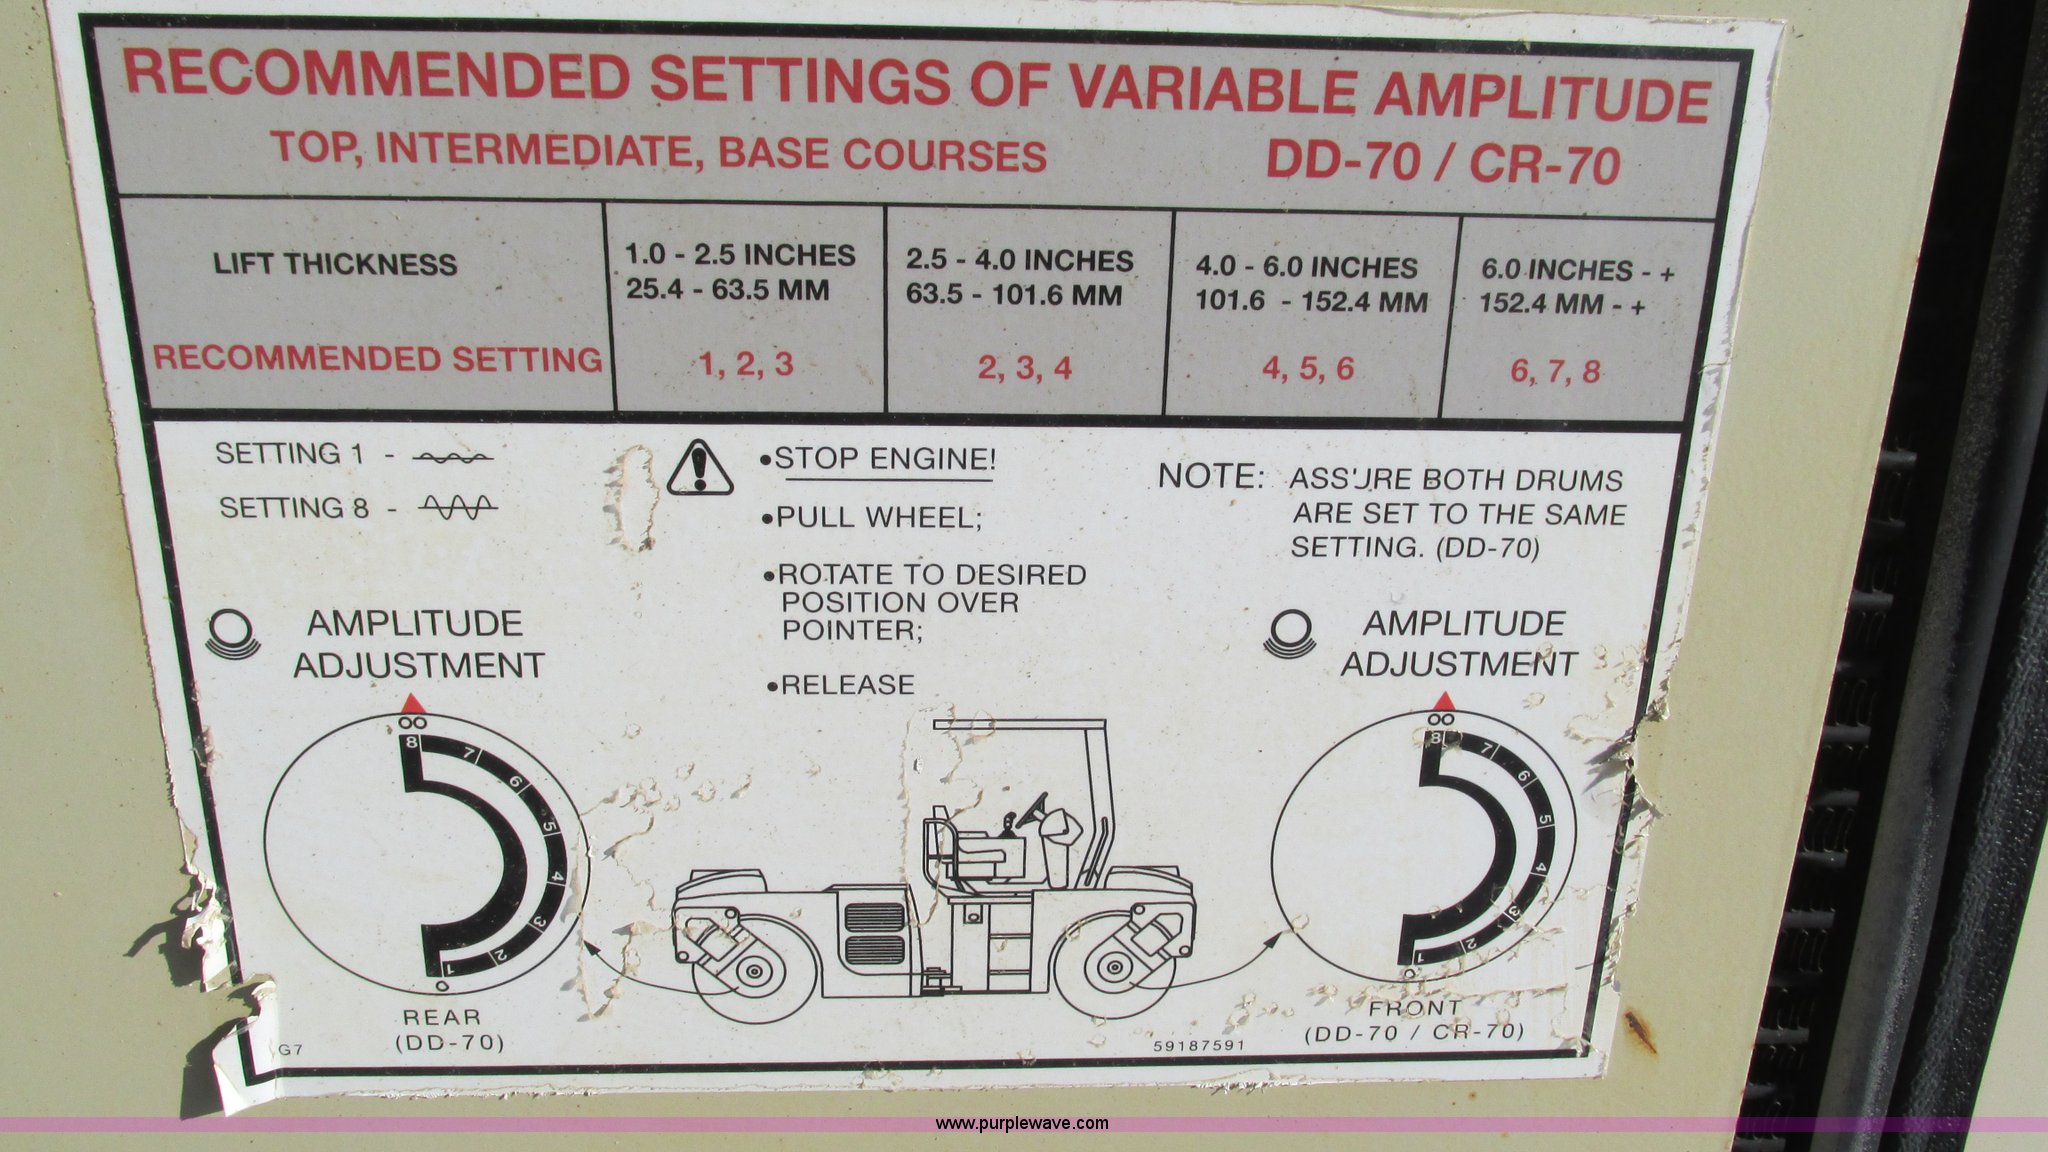 RECOMMENDED SETTINGS OF VARIABLE AMPLITUDE
TOP, INTERMEDIATE, BASE COURSES DD-70 / CR-70
LIFT THICKNESS
1.0 - 2.5 INCHES
25.4 - 63.5 MM
2.5 - 4.0 INCHES
63.5 - 101.6 MM
4.0 - 6.0 INCHES
101.6 - 152.4 MM
6.0 INCHES - +
152.4 MM - +
RECOMMENDED SETTING 1, 2, 3 2, 3, 4 4, 5, 6 6, 7, 8
SETTING 1 -
SETTING 8 -
•STOP ENGINE!
•PULL WHEEL;
•ROTATE TO DESIRED
POSITION OVER
POINTER;
•RELEASE
NOTE: ASSURE BOTH DRUMS
ARE SET TO THE SAME
SETTING. (DD-70)
AMPLITUDE
ADJUSTMENT
8
7
6
5
4
3
2
1
REAR
(DD-70)
AMPLITUDE
ADJUSTMENT
8
7
6
5
4
3
2
1
FRONT
(DD-70 / CR-70)
G7
59187591
www.purplewave.com